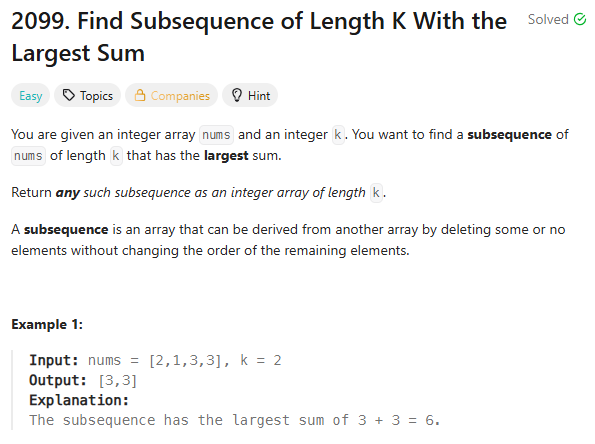 2099. Find Subsequence of Length K With the Solved
Largest Sum
Easy Topics Companies Hint
You are given an integer array nums and an integer k. You want to find a subsequence of
nums of length k that has the largest sum.
Return any such subsequence as an integer array of length k.
A subsequence is an array that can be derived from another array by deleting some or no
elements without changing the order of the remaining elements.
Example 1:
Input: nums = [2,1,3,3], k = 2
Output: [3,3]
Explanation:
The subsequence has the largest sum of 3 + 3 = 6.